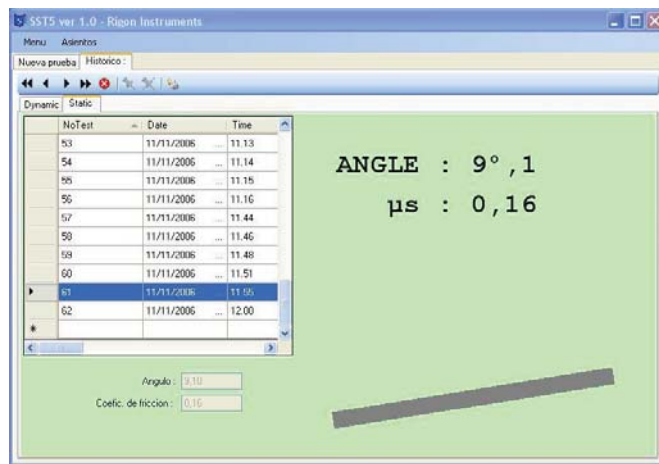 SST5 ver 1.0 - Rigon Instruments
Menu Asientos
Nueva prueba Historico :
Dynamic Static
NoTest Date Time
53 11/11/2006 ... 11.13
54 11/11/2006 ... 11.14
55 11/11/2006 ... 11.15
56 11/11/2006 ... 11.16
57 11/11/2006 ... 11.44
58 11/11/2006 ... 11.46
59 11/11/2006 ... 11.48
60 11/11/2006 ... 11.51
61 11/11/2006 ... 11.55
62 11/11/2006 ... 12.00
ANGLE : 9°,1
µs : 0,16
Angulo : 9,10
Coefic. de friccion : 0,16